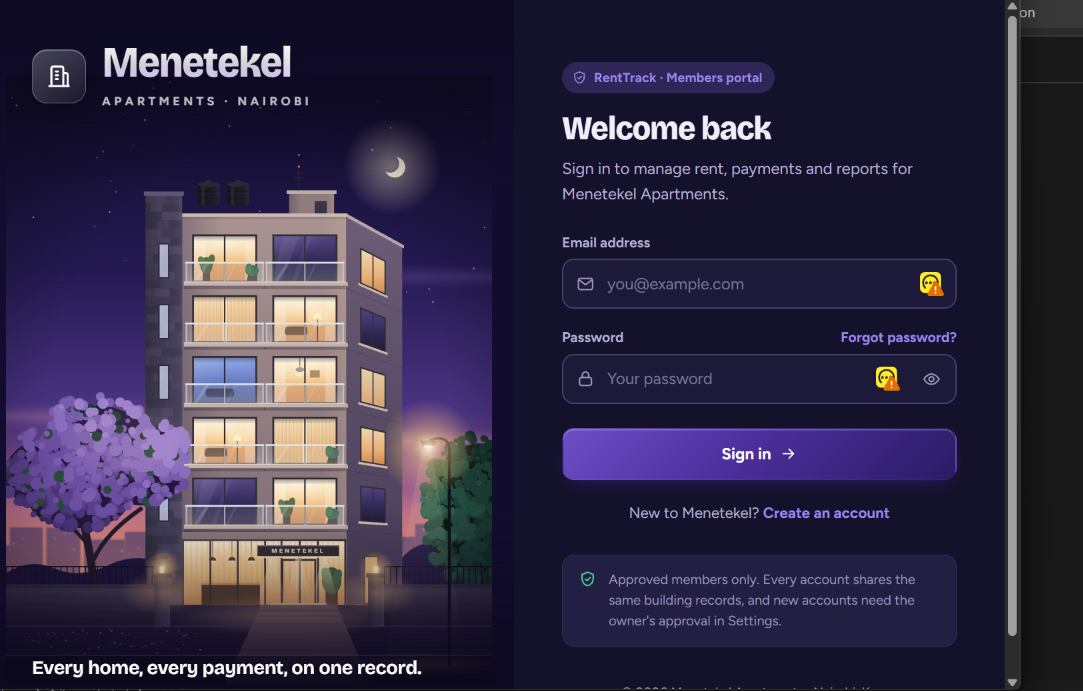 on
Menetekel
APARTMENTS · NAIROBI
MENETEKEL
Every home, every payment, on one record.
RentTrack · Members portal
Welcome back
Sign in to manage rent, payments and reports for
Menetekel Apartments.
Email address
you@example.com
Password
Forgot password?
Your password
Sign in →
New to Menetekel? Create an account
Approved members only. Every account shares the
same building records, and new accounts need the
owner's approval in Settings.